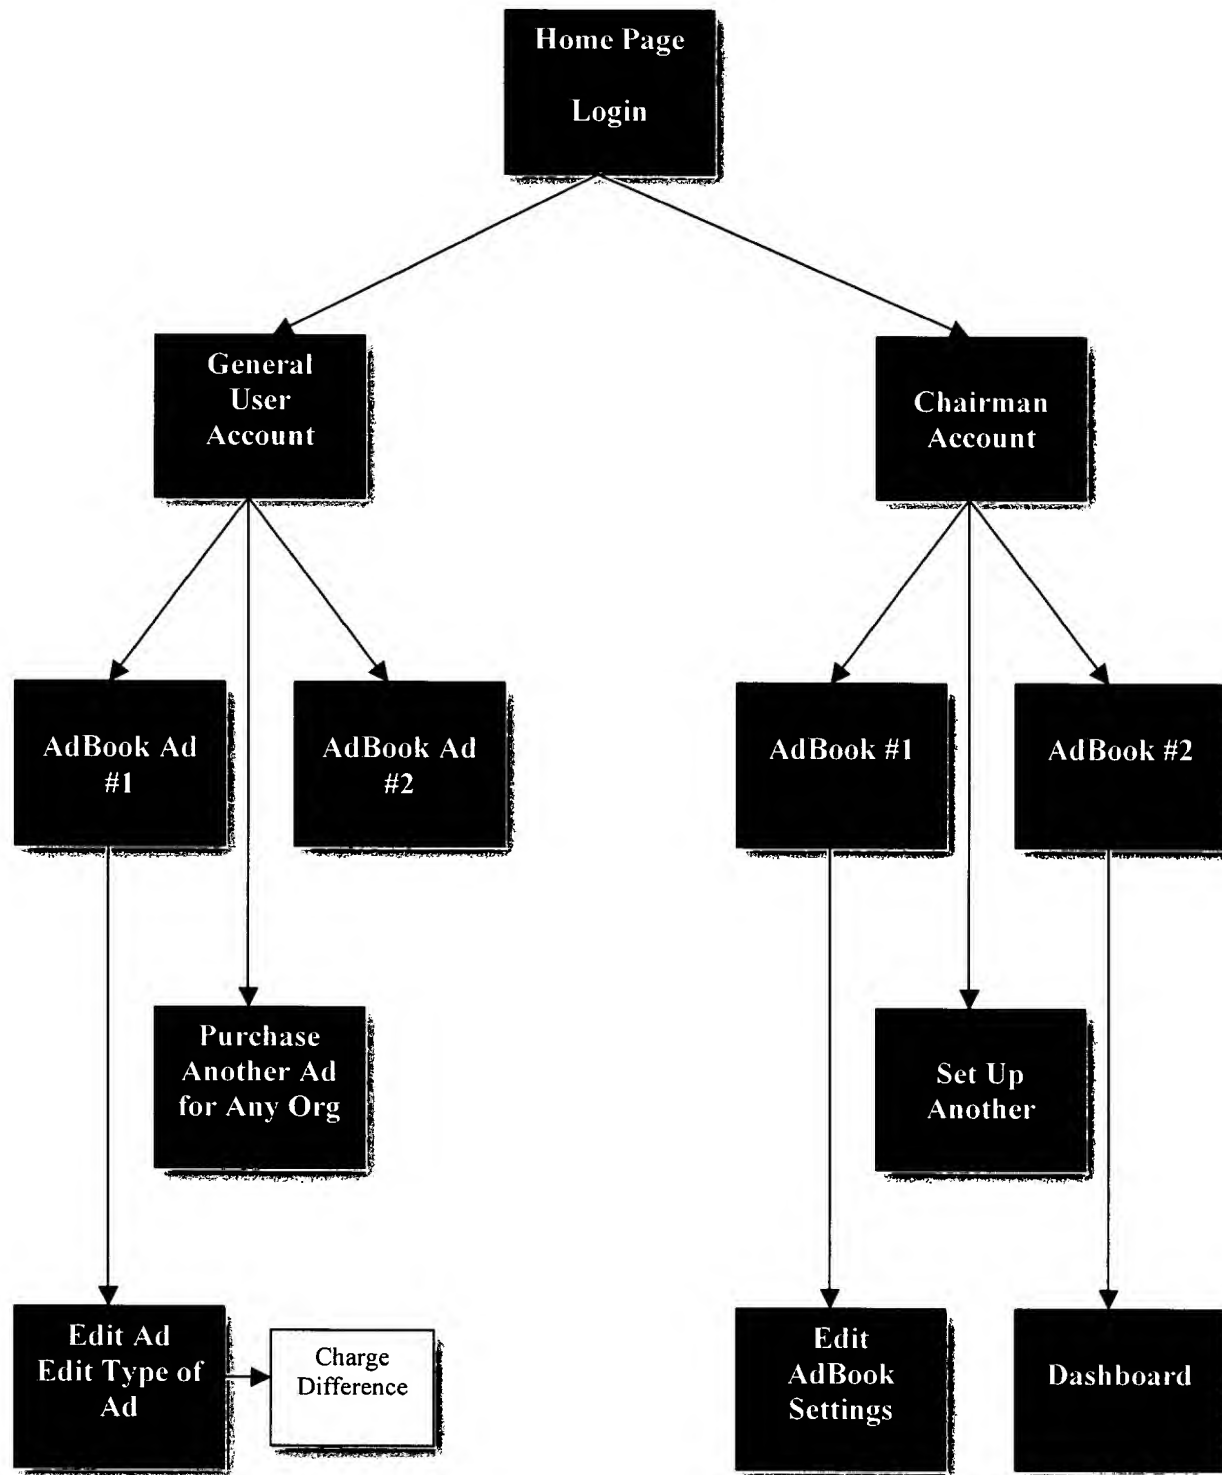 Home Page
Login
General
User
Account
Chairman
Account
AdBook Ad
#1
AdBook Ad
#2
AdBook #1
AdBook #2
Purchase
Another Ad
for Any Org
Set Up
Another
Edit Ad
Edit Type of
Ad
Charge
Difference
Edit
AdBook
Settings
Dashboard